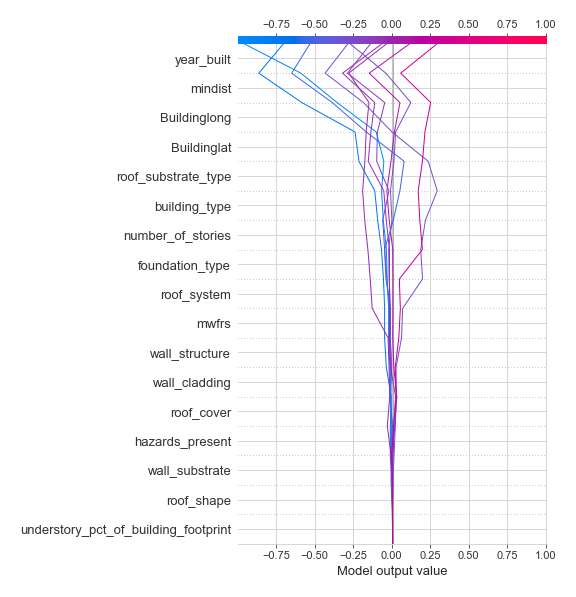 −0.75 −0.50 −0.25 0.00 0.25 0.50 0.75 1.00
year_built
mindist
Buildinglong
Buildinglat
roof_substrate_type
building_type
number_of_stories
foundation_type
roof_system
mwfrs
wall_structure
wall_cladding
roof_cover
hazards_present
wall_substrate
roof_shape
understory_pct_of_building_footprint
−0.75 −0.50 −0.25 0.00 0.25 0.50 0.75 1.00
Model output value